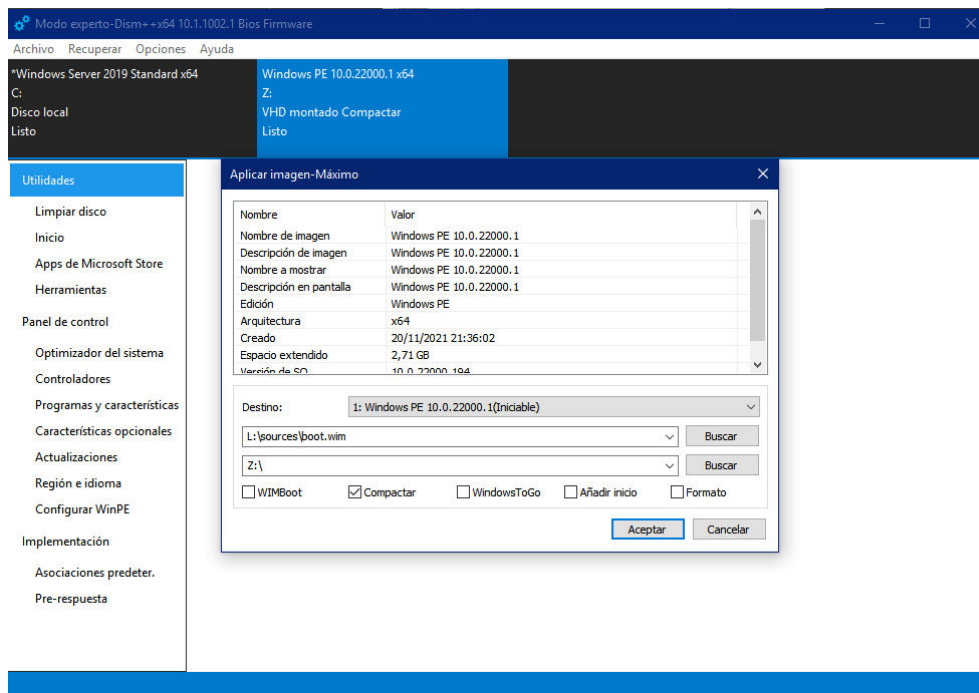 Modo experto-Dism++x64 10.1.1002.1 Bios Firmware
Archivo Recuperar Opciones Ayuda
*Windows Server 2019 Standard x64
C:
Disco local
Listo
Windows PE 10.0.22000.1 x64
Z:
VHD montado Compactar
Listo
Utilidades
Limpiar disco
Inicio
Apps de Microsoft Store
Herramientas
Panel de control
Optimizador del sistema
Controladores
Programas y características
Características opcionales
Actualizaciones
Región e idioma
Configurar WinPE
Implementación
Asociaciones predeter.
Pre-respuesta
Aplicar imagen-Máximo
Nombre Valor
Nombre de imagen Windows PE 10.0.22000.1
Descripción de imagen Windows PE 10.0.22000.1
Nombre a mostrar Windows PE 10.0.22000.1
Descripción en pantalla Windows PE 10.0.22000.1
Edición Windows PE
Arquitectura x64
Creado 20/11/2021 21:36:02
Espacio extendido 2,71 GB
Versión de SO 10.0.22000.194
Destino: 1: Windows PE 10.0.22000.1(Iniciable)
L:\sources\boot.wim Buscar
Z:\ Buscar
WIMBoot Compactar WindowsToGo Añadir inicio Formato
Aceptar Cancelar